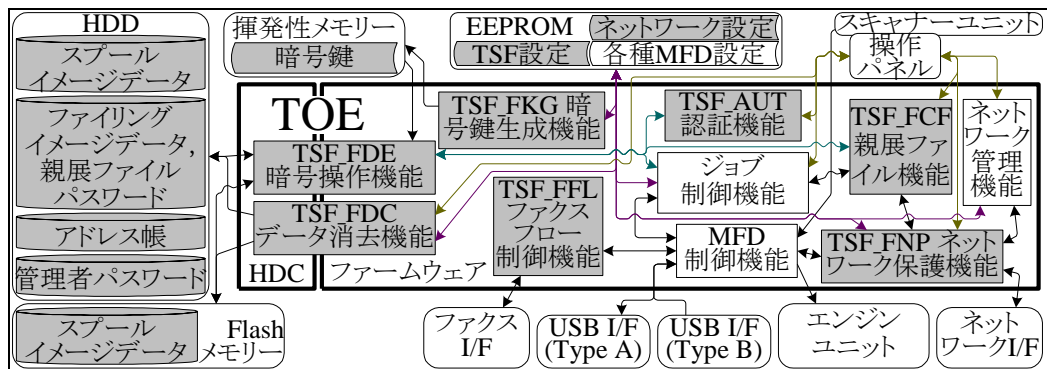 HDD
スプール
イメージデータ
ファイリング
イメージデータ,
親展ファイル
パスワード
アドレス帳
管理者パスワード
スプール
イメージデータ
Flash
メモリー
揮発性メモリー
暗号鍵
EEPROM
ネットワーク設定
TSF設定
各種MFD設定
スキャナーユニット
操作
パネル
TOE
TSF_FKG 暗
号鍵生成機能
TSF_AUT
認証機能
TSF_FCF
親展ファ
イル機能
ネット
ワーク
管理
機能
TSF_FDE
暗号操作機能
TSF_FDC
データ消去機能
TSF_FFL
ファクス
フロー
制御機能
ジョブ
制御機能
MFD
制御機能
TSF_FNP ネット
ワーク保護機能
HDC
ファームウェア
ファクス
I/F
USB I/F
(Type A)
USB I/F
(Type B)
エンジン
ユニット
ネット
ワークI/F